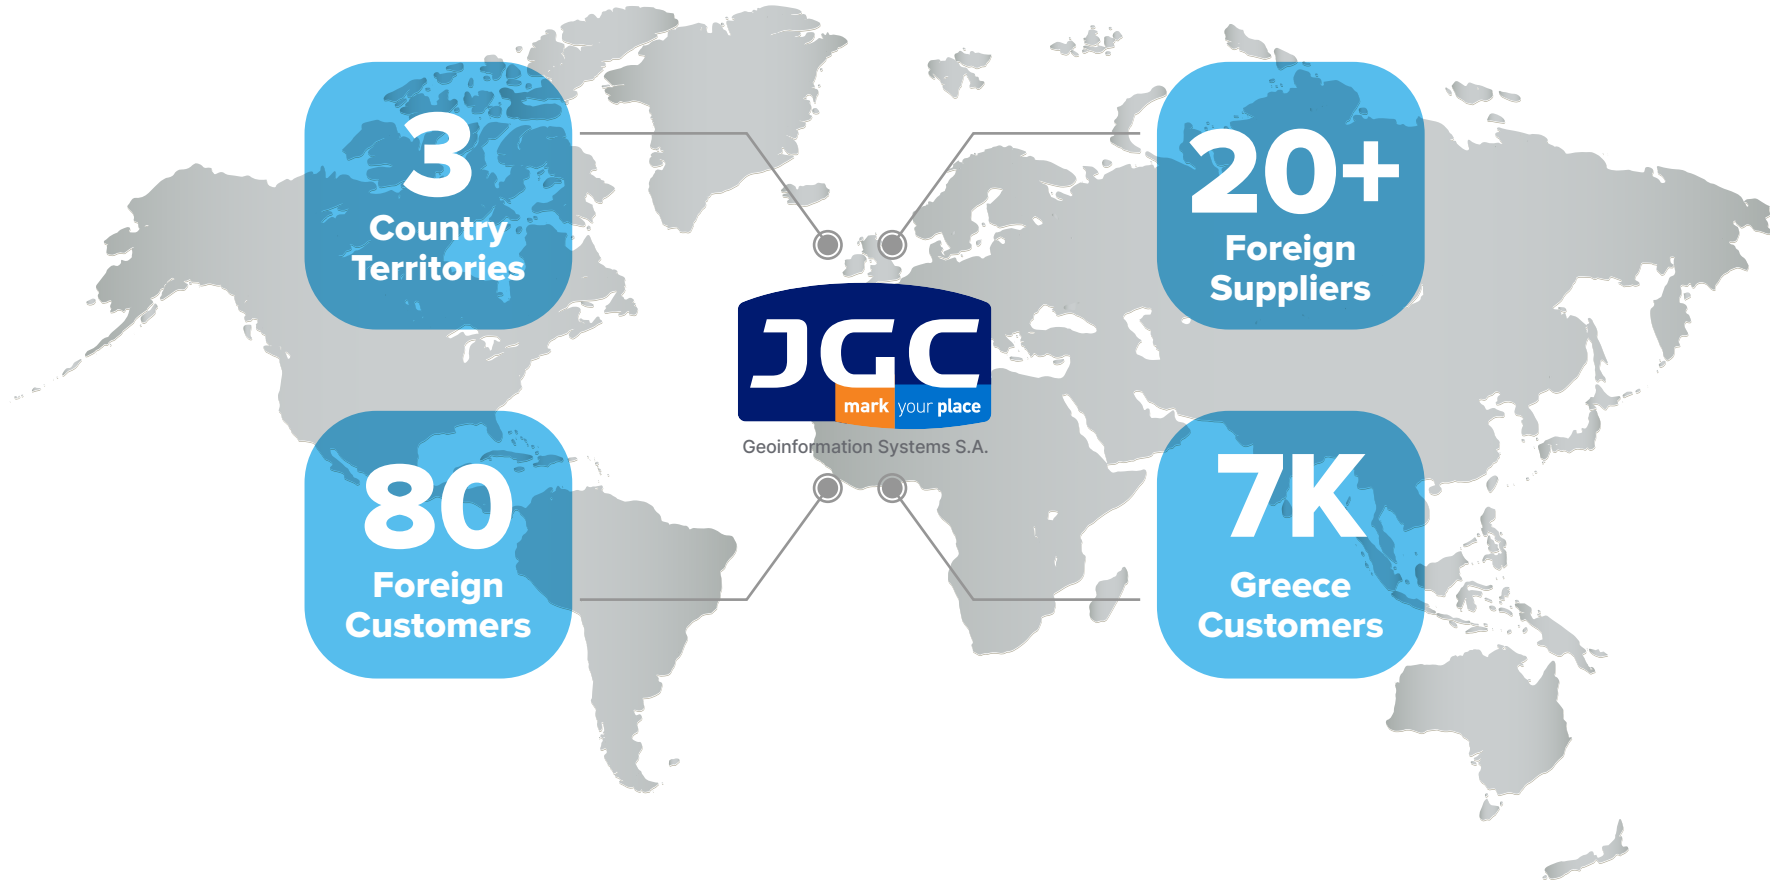 3
Country
Territories
20+
Foreign
Suppliers
JGC
mark your place
Geoinformation Systems S.A.
80
Foreign
Customers
7K
Greece
Customers